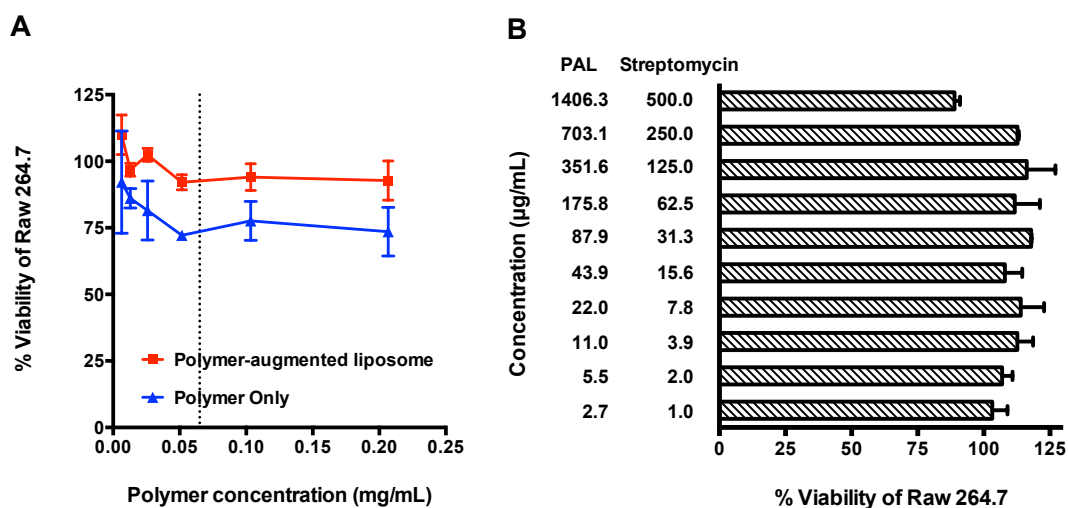 A
% Viability of Raw 264.7
125
100
75
50
25
0
Polymer-augmented liposome
Polymer Only
0.00 0.05 0.10 0.15 0.20 0.25
Polymer concentration (mg/mL)
B
PAL Streptomycin
Concentration (µg/mL)
1406.3 500.0
703.1 250.0
351.6 125.0
175.8 62.5
87.9 31.3
43.9 15.6
22.0 7.8
11.0 3.9
5.5 2.0
2.7 1.0
0 25 50 75 100 125
% Viability of Raw 264.7